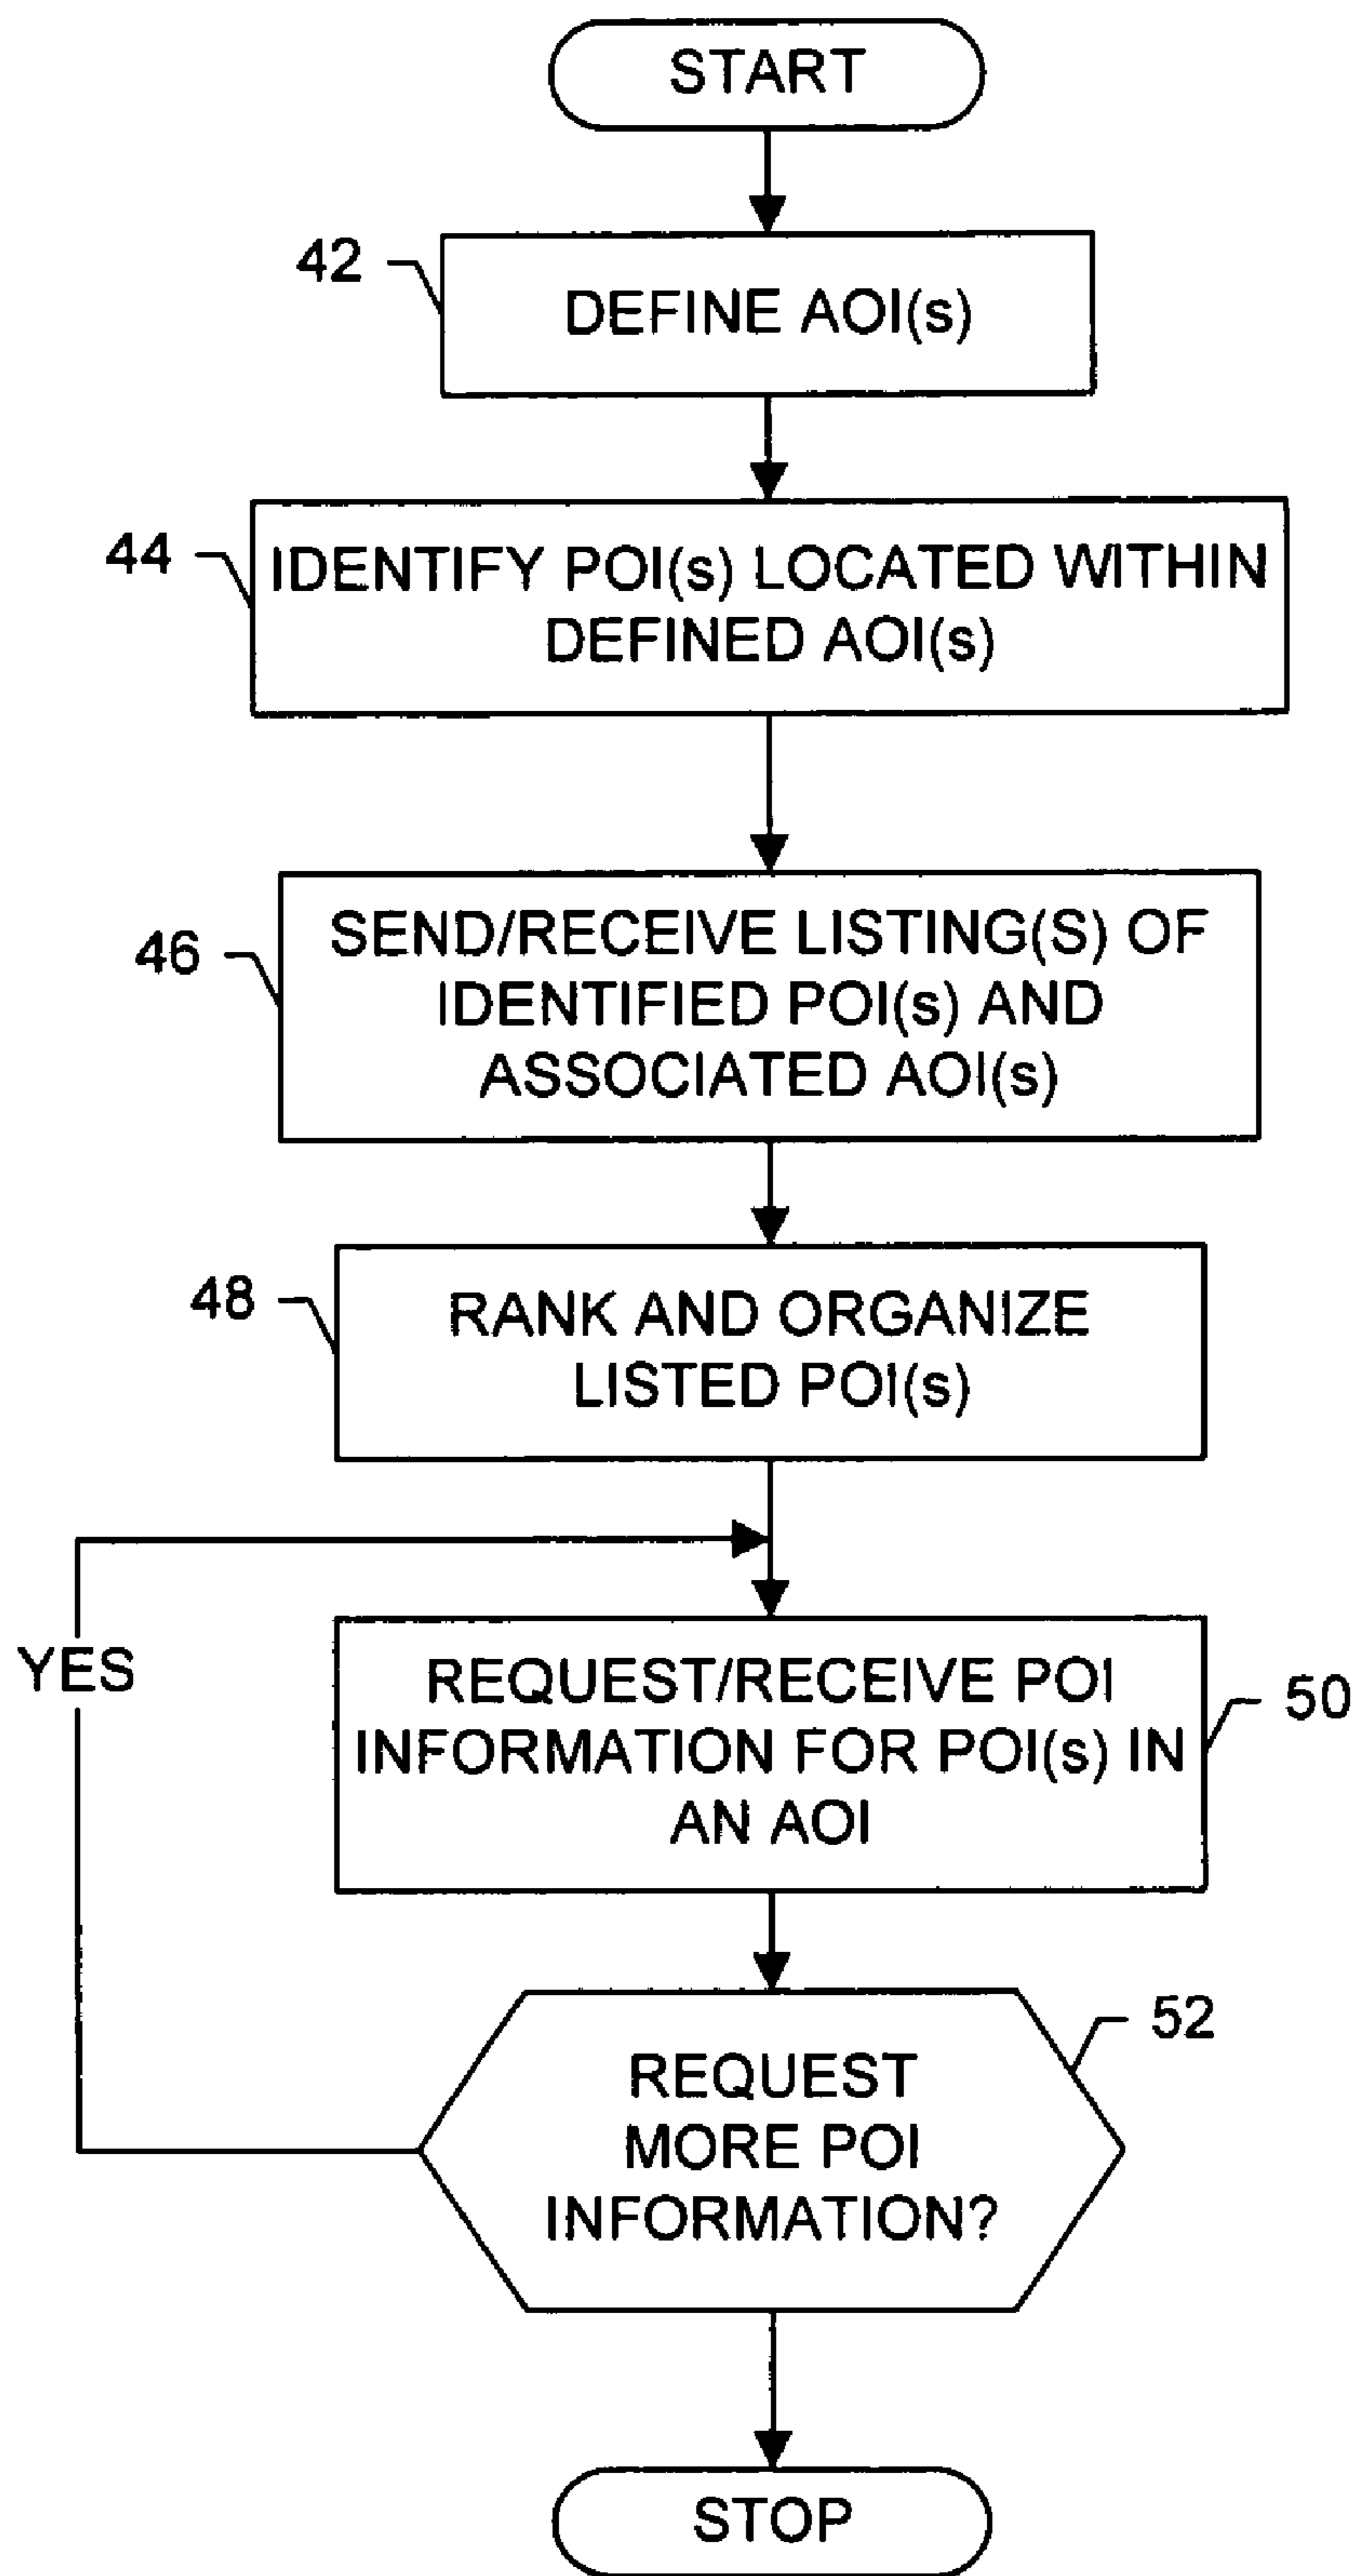 START
42
DEFINE AOI(s)
44
IDENTIFY POI(s) LOCATED WITHIN
DEFINED AOI(s)
46
SEND/RECEIVE LISTING(S) OF
IDENTIFIED POI(s) AND
ASSOCIATED AOI(s)
48
RANK AND ORGANIZE
LISTED POI(s)
YES
REQUEST/RECEIVE POI
INFORMATION FOR POI(s) IN
AN AOI
50
52
REQUEST
MORE POI
INFORMATION?
STOP